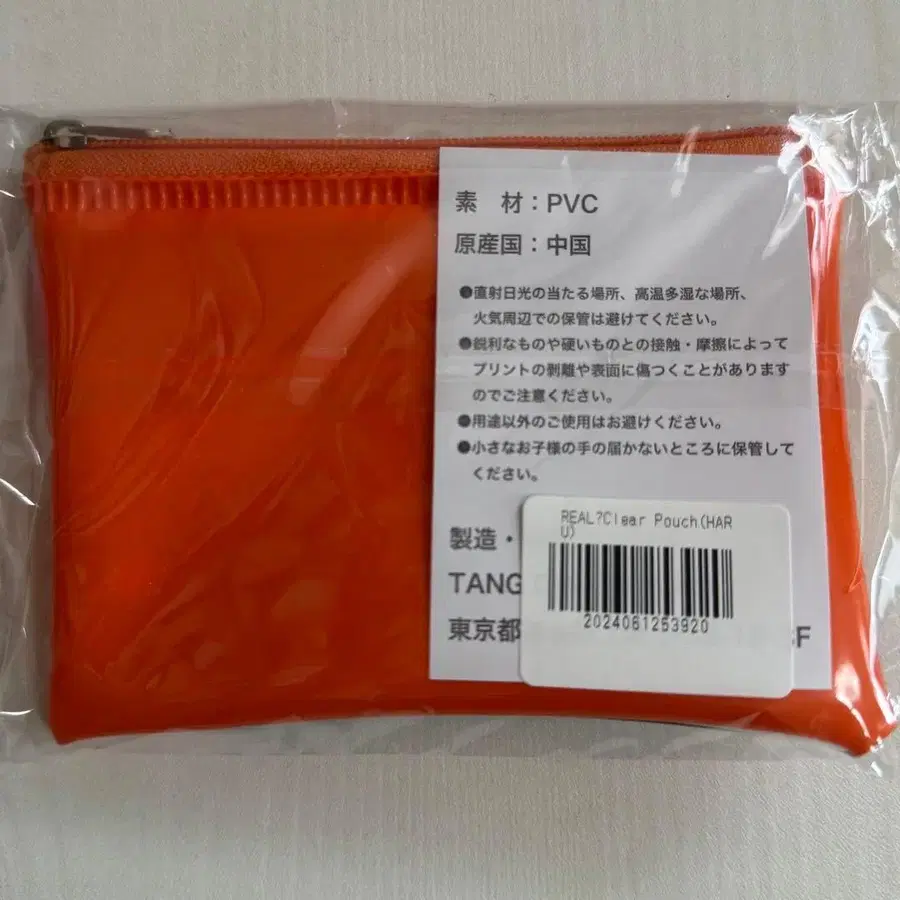 素 材：PVC
原産国：中国
●直射日光の当たる場所、高温多湿な場所、
火気周辺での保管は避けてください。
●鋭利なものや硬いものとの接触・摩擦によって
プリントの剥離や表面に傷つくことがあります
のでご注意ください。
●用途以外のご使用はお避けください。
●小さなお子様の手の届かないところに保管して
ください。
製造・
TANG
東京都
F
REAL?Clear Pouch(HAR
U)
2024061253920